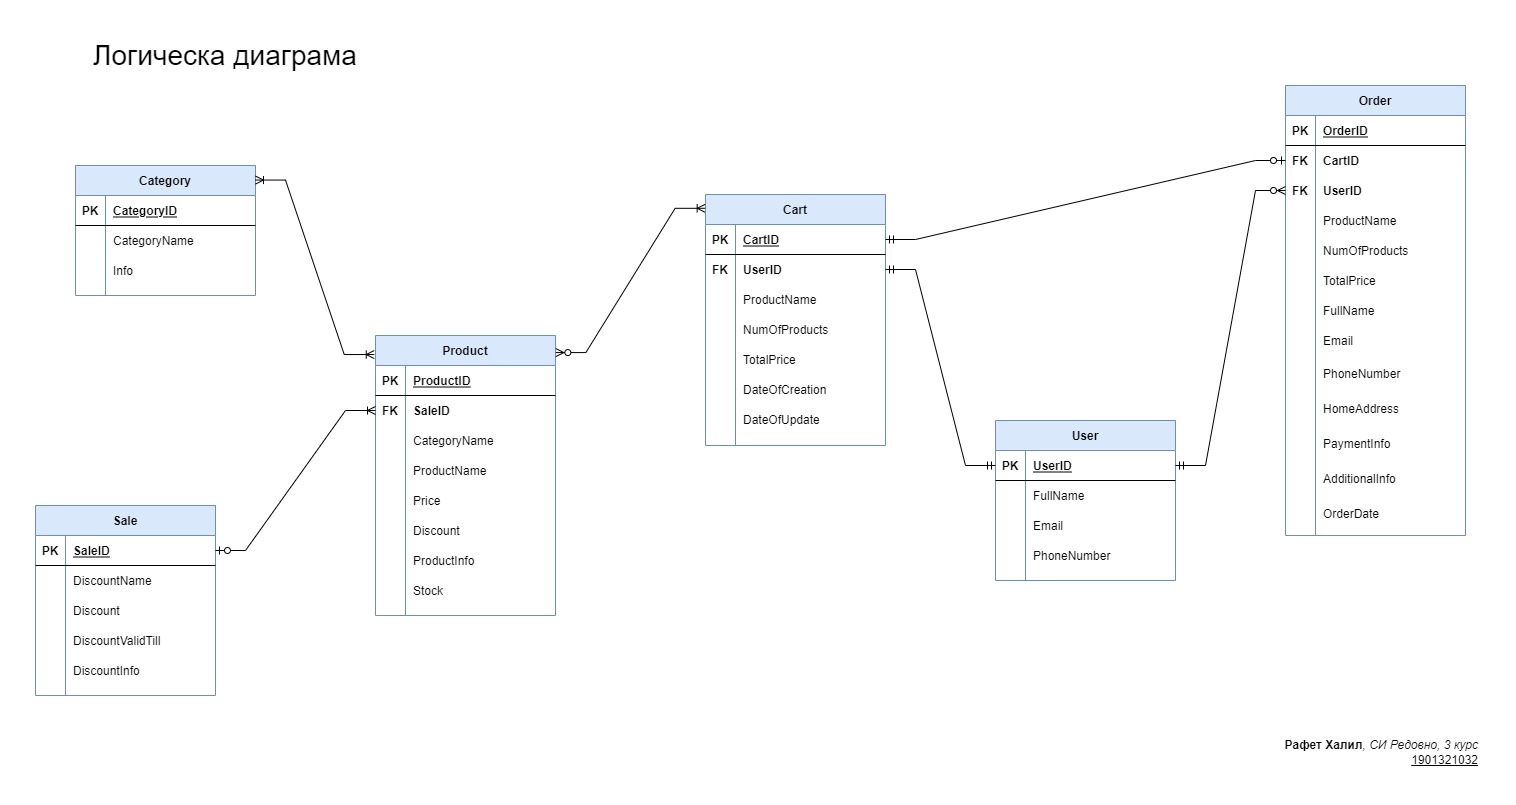 Логическа диаграма
Category
PK CategoryID
CategoryName
Info
Sale
PK SaleID
DiscountName
Discount
DiscountValidTill
DiscountInfo
Product
PK ProductID
FK SaleID
CategoryName
ProductName
Price
Discount
ProductInfo
Stock
Cart
PK CartID
FK UserID
ProductName
NumOfProducts
TotalPrice
DateOfCreation
DateOfUpdate
User
PK UserID
FullName
Email
PhoneNumber
Order
PK OrderID
FK CartID
FK UserID
ProductName
NumOfProducts
TotalPrice
FullName
Email
PhoneNumber
HomeAddress
PaymentInfo
AdditionalInfo
OrderDate
Рафет Халил, СИ Редовно, 3 курс
1901321032